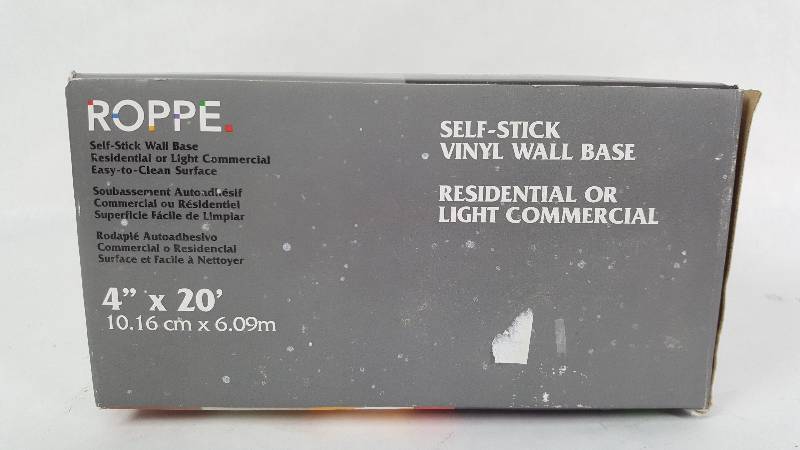 ROPPE
Self-Stick Wall Base
Residential or Light Commercial
Easy-to-Clean Surface
Soubassement Autoadhésif
Commercial ou Résidentiel
Superficie Fácile de Limpiar
Rodaplé Autoadhesivo
Commercial o Residencial
Surface et Facile à Nettoyer
4” x 20’
10.16 cm x 6.09m
SELF-STICK
VINYL WALL BASE
RESIDENTIAL OR
LIGHT COMMERCIAL